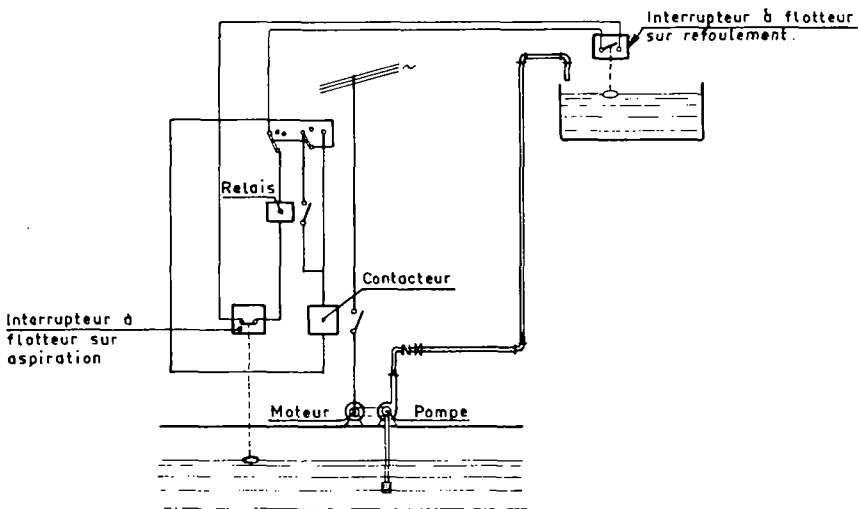 Interrupteur à flotteur
sur refoulement.
~
Relais
Contacteur
Interrupteur à
flotteur sur
aspiration
Moteur
Pompe